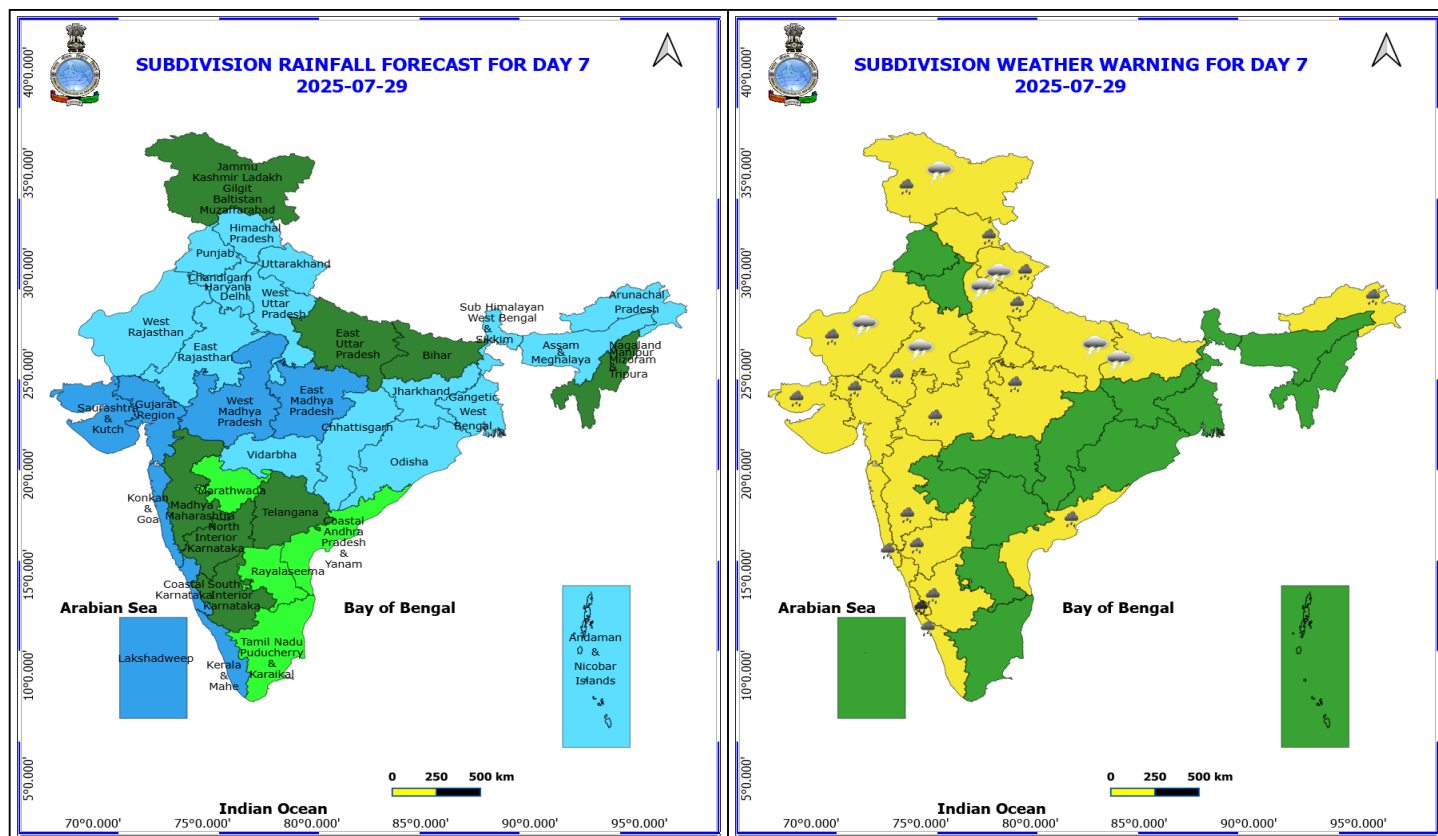 SUBDIVISION RAINFALL FORECAST FOR DAY 7
2025-07-29
40°0.000'
35°0.000'
30°0.000'
25°0.000'
20°0.000'
15°0.000'
10°0.000'
5°0.000'
Jammu
Kashmir Ladakh
Gilgit
Baltistan
Muzaffarabad
Himachal
Pradesh
Punjab
Uttarakhand
Chandigarh
Haryana
Delhi
West
Uttar
Pradesh
West
Rajasthan
East
Rajasthan
East
Uttar
Pradesh
Bihar
Sub Himalayan
West Bengal
&
Sikkim
Arunachal
Pradesh
Assam
&
Meghalaya
Nagaland
Manipur
Mizoram
&
Tripura
Saurashtra
&
Kutch
Gujarat
Region
West
Madhya
Pradesh
East
Madhya
Pradesh
Jharkhand
Gangetic
West
Bengal
Chhattisgarh
Odisha
Vidarbha
Konkan
&
Goa
Madhya
Maharashtra
Marathwada
Telangana
North
Interior
Karnataka
Coastal
Andhra
Pradesh
&
Yanam
Rayalaseema
Coastal
Karnataka
South
Interior
Karnataka
Arabian Sea
Bay of Bengal
Lakshadweep
Tamil Nadu
Puducherry
&
Karaikal
Kerala
&
Mahe
Andaman
&
Nicobar
Islands
0 250 500 km
Indian Ocean
70°0.000' 75°0.000' 80°0.000' 85°0.000' 90°0.000' 95°0.000'
SUBDIVISION WEATHER WARNING FOR DAY 7
2025-07-29
40°0.000'
35°0.000'
30°0.000'
25°0.000'
20°0.000'
15°0.000'
10°0.000'
5°0.000'
Arabian Sea
Bay of Bengal
0 250 500 km
Indian Ocean
70°0.000' 75°0.000' 80°0.000' 85°0.000' 90°0.000' 95°0.000'